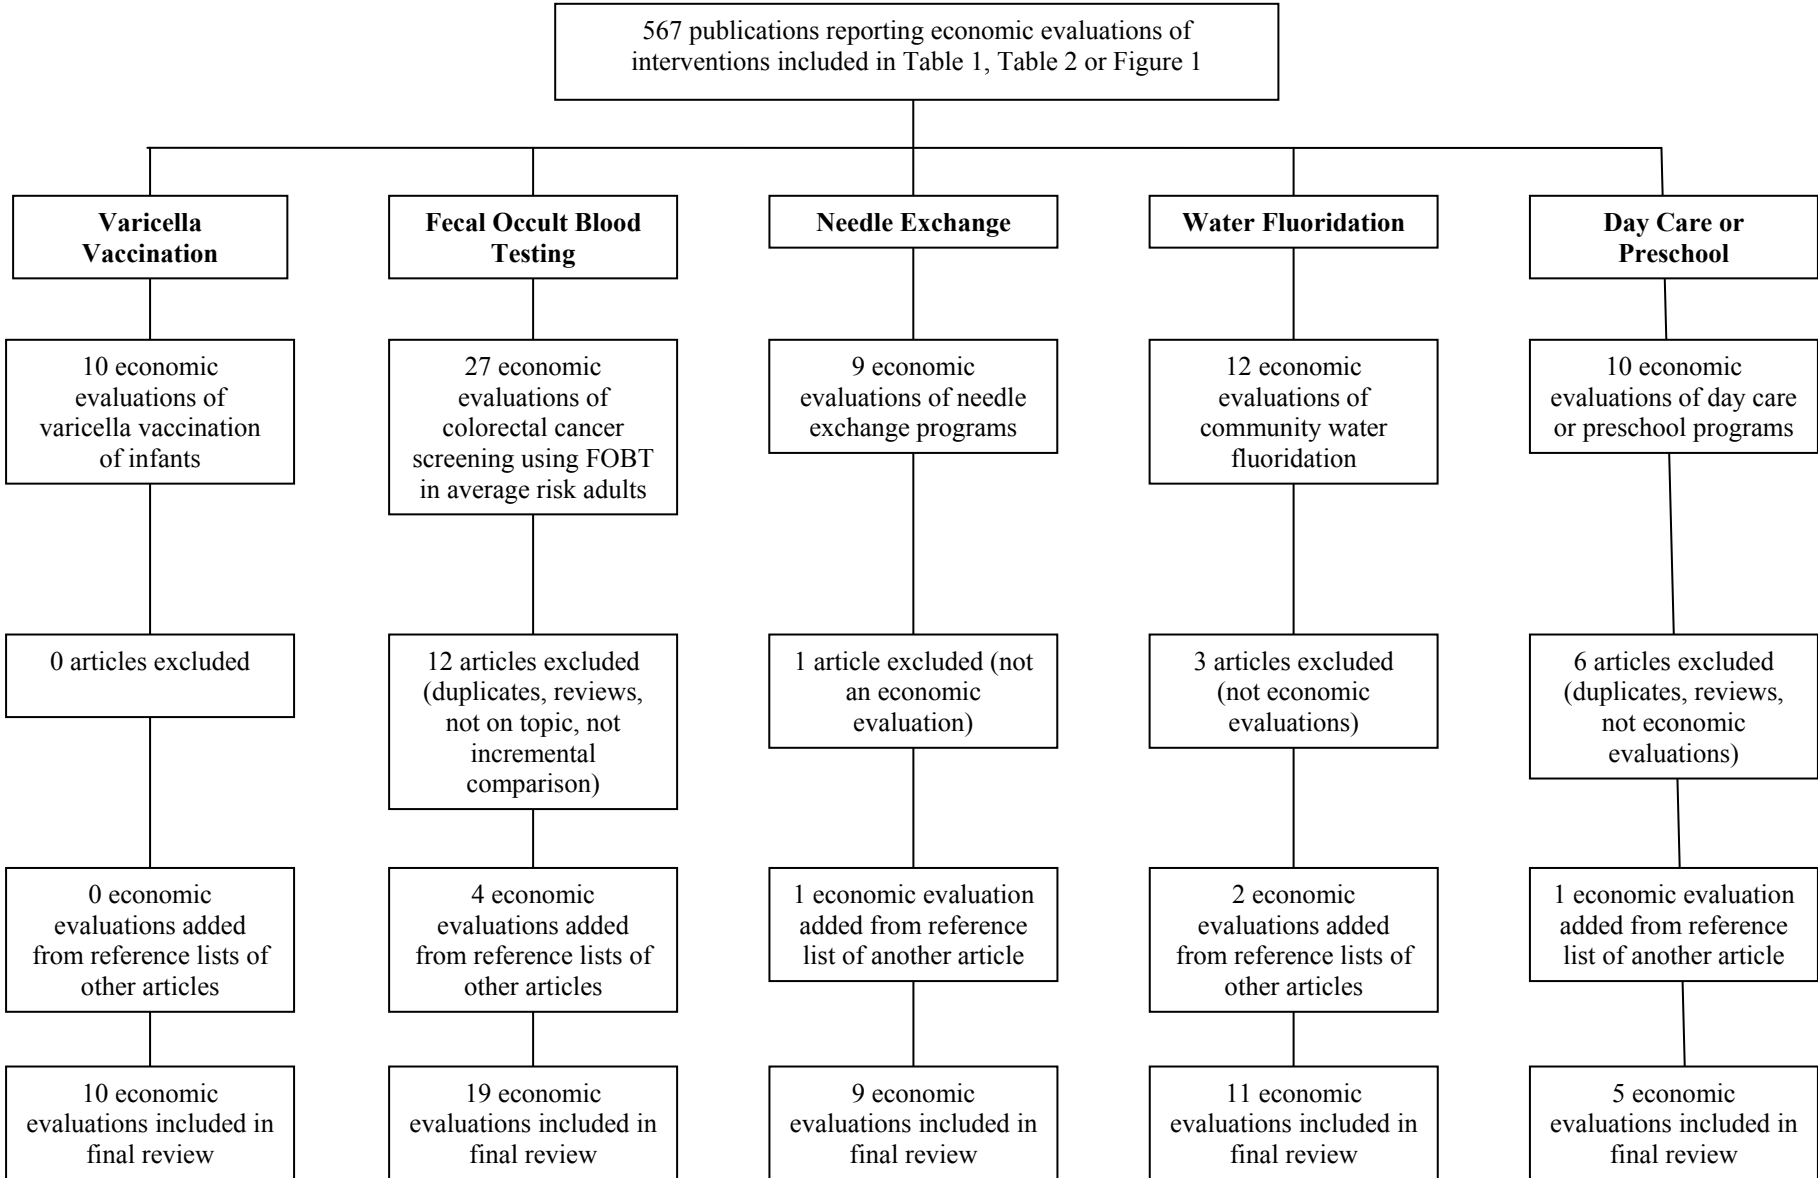 567 publications reporting economic evaluations of
interventions included in Table 1, Table 2 or Figure 1
Varicella
Vaccination
Fecal Occult Blood
Testing
Needle Exchange
Water Fluoridation
Day Care or
Preschool
10 economic
evaluations of
varicella vaccination
of infants
27 economic
evaluations of
colorectal cancer
screening using FOBT
in average risk adults
9 economic
evaluations of needle
exchange programs
12 economic
evaluations of
community water
fluoridation
10 economic
evaluations of day care
or preschool programs
0 articles excluded
12 articles excluded
(duplicates, reviews,
not on topic, not
incremental
comparison)
1 article excluded (not
an economic
evaluation)
3 articles excluded
(not economic
evaluations)
6 articles excluded
(duplicates, reviews,
not economic
evaluations)
0 economic
evaluations added
from reference lists of
other articles
4 economic
evaluations added
from reference lists of
other articles
1 economic evaluation
added from reference
list of another article
2 economic
evaluations added
from reference lists of
other articles
1 economic evaluation
added from reference
list of another article
10 economic
evaluations included in
final review
19 economic
evaluations included in
final review
9 economic
evaluations included in
final review
11 economic
evaluations included in
final review
5 economic
evaluations included in
final review